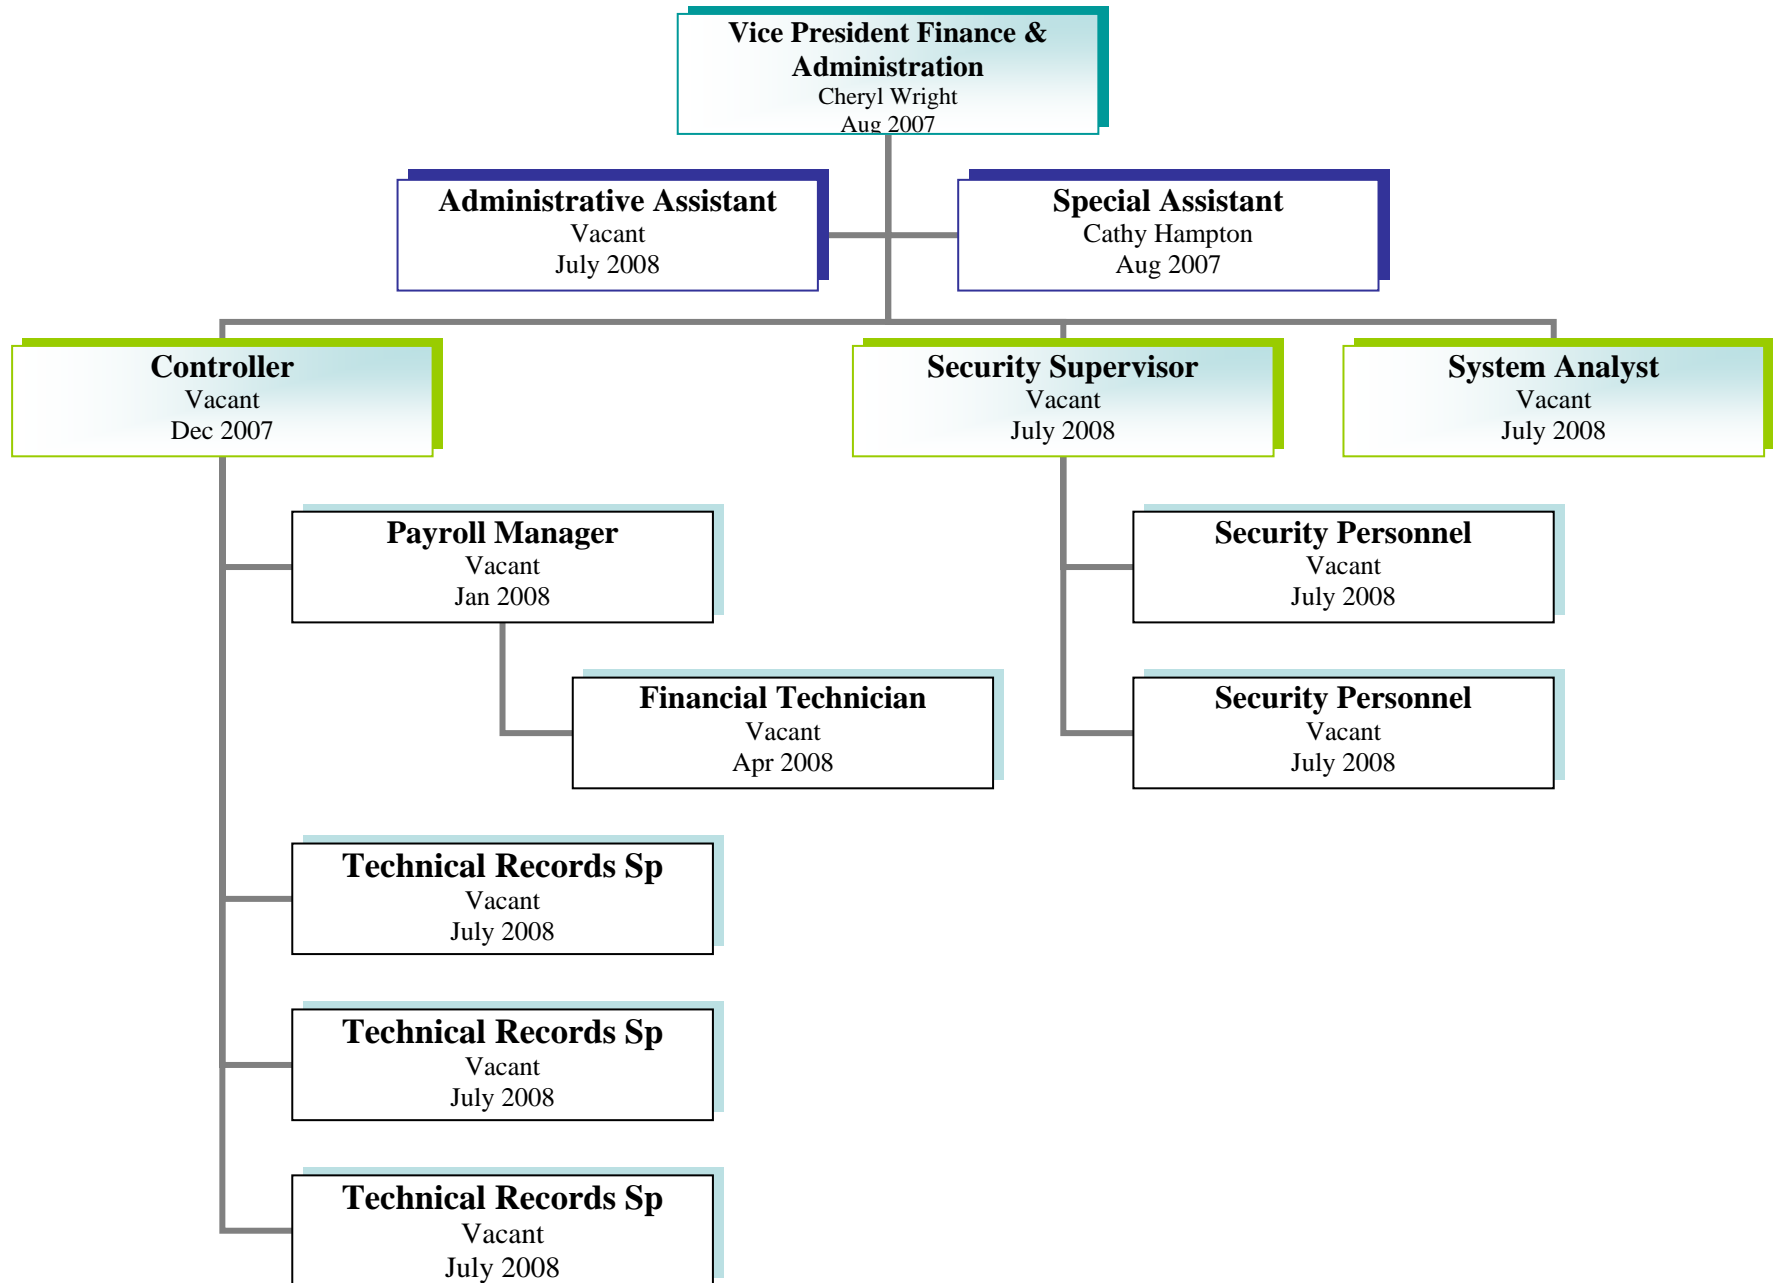 Vice President Finance &
Administration
Cheryl Wright
Aug 2007
Administrative Assistant
Vacant
July 2008
Special Assistant
Cathy Hampton
Aug 2007
Controller
Vacant
Dec 2007
Security Supervisor
Vacant
July 2008
System Analyst
Vacant
July 2008
Payroll Manager
Vacant
Jan 2008
Security Personnel
Vacant
July 2008
Financial Technician
Vacant
Apr 2008
Security Personnel
Vacant
July 2008
Technical Records Sp
Vacant
July 2008
Technical Records Sp
Vacant
July 2008
Technical Records Sp
Vacant
July 2008